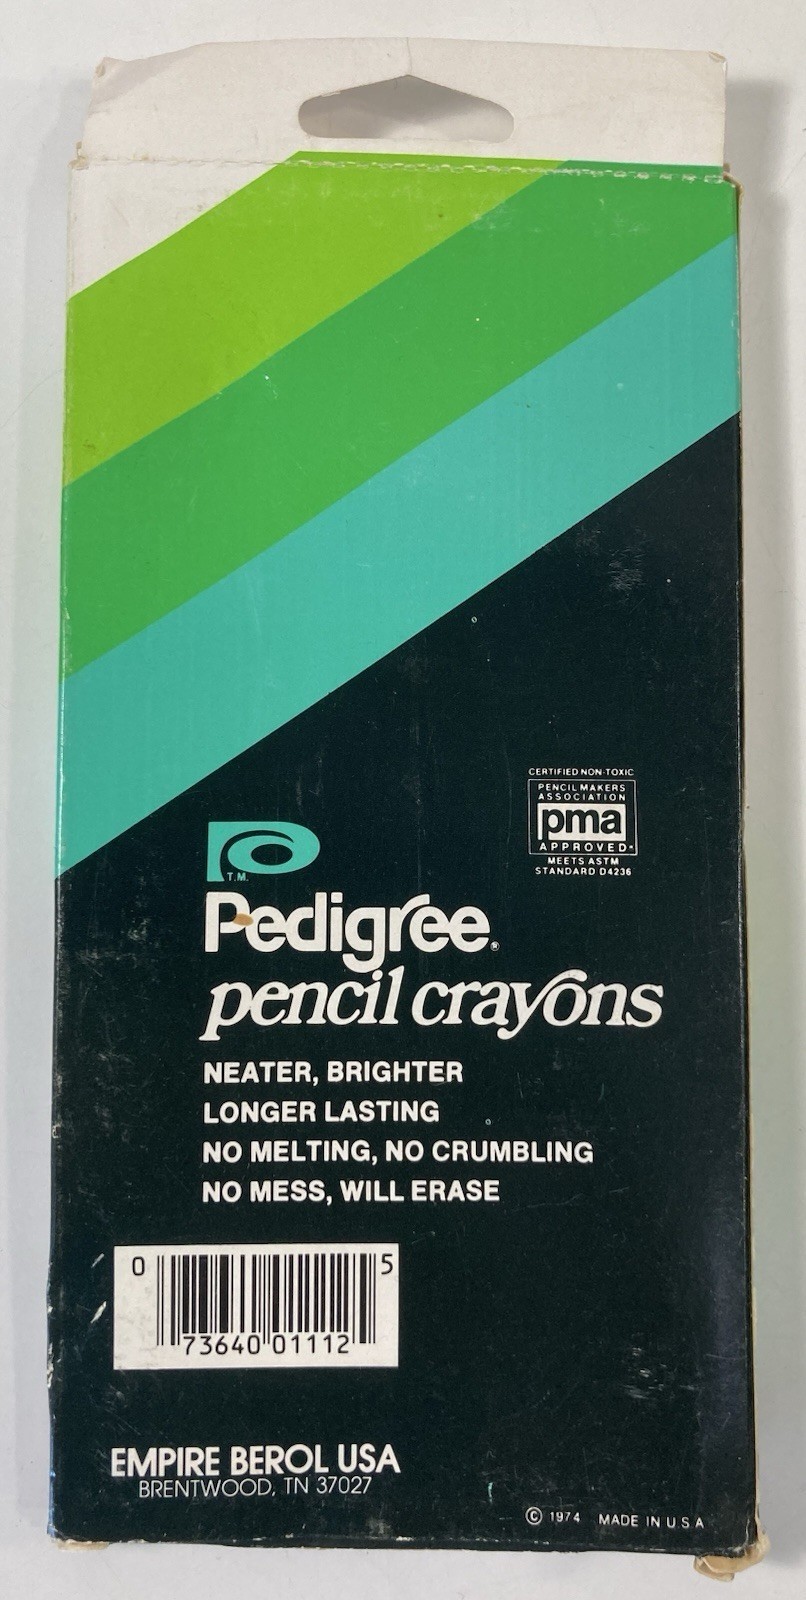 CERTIFIED NON-TOXIC
PENCIL MAKERS
ASSOCIATION
pma
APPROVED
MEETS ASTM
STANDARD D4236
T.M.
Pedigree®
pencil crayons
NEATER, BRIGHTER
LONGER LASTING
NO MELTING, NO CRUMBLING
NO MESS, WILL ERASE
0 73640 01112 5
EMPIRE BEROL USA
BRENTWOOD, TN 37027
© 1974 MADE IN U.S.A